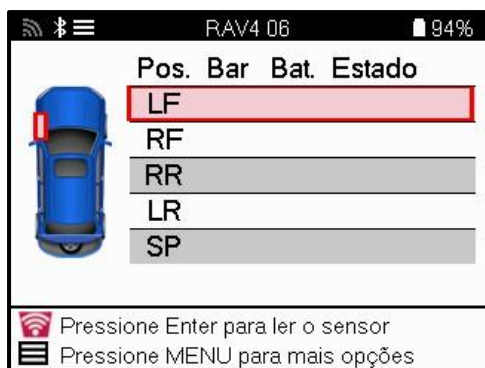 RAV4 06 94%
Pos. Bar Bat. Estado
LF
RF
RR
LR
SP
Pressione Enter para ler o sensor
Pressione MENU para mais opções